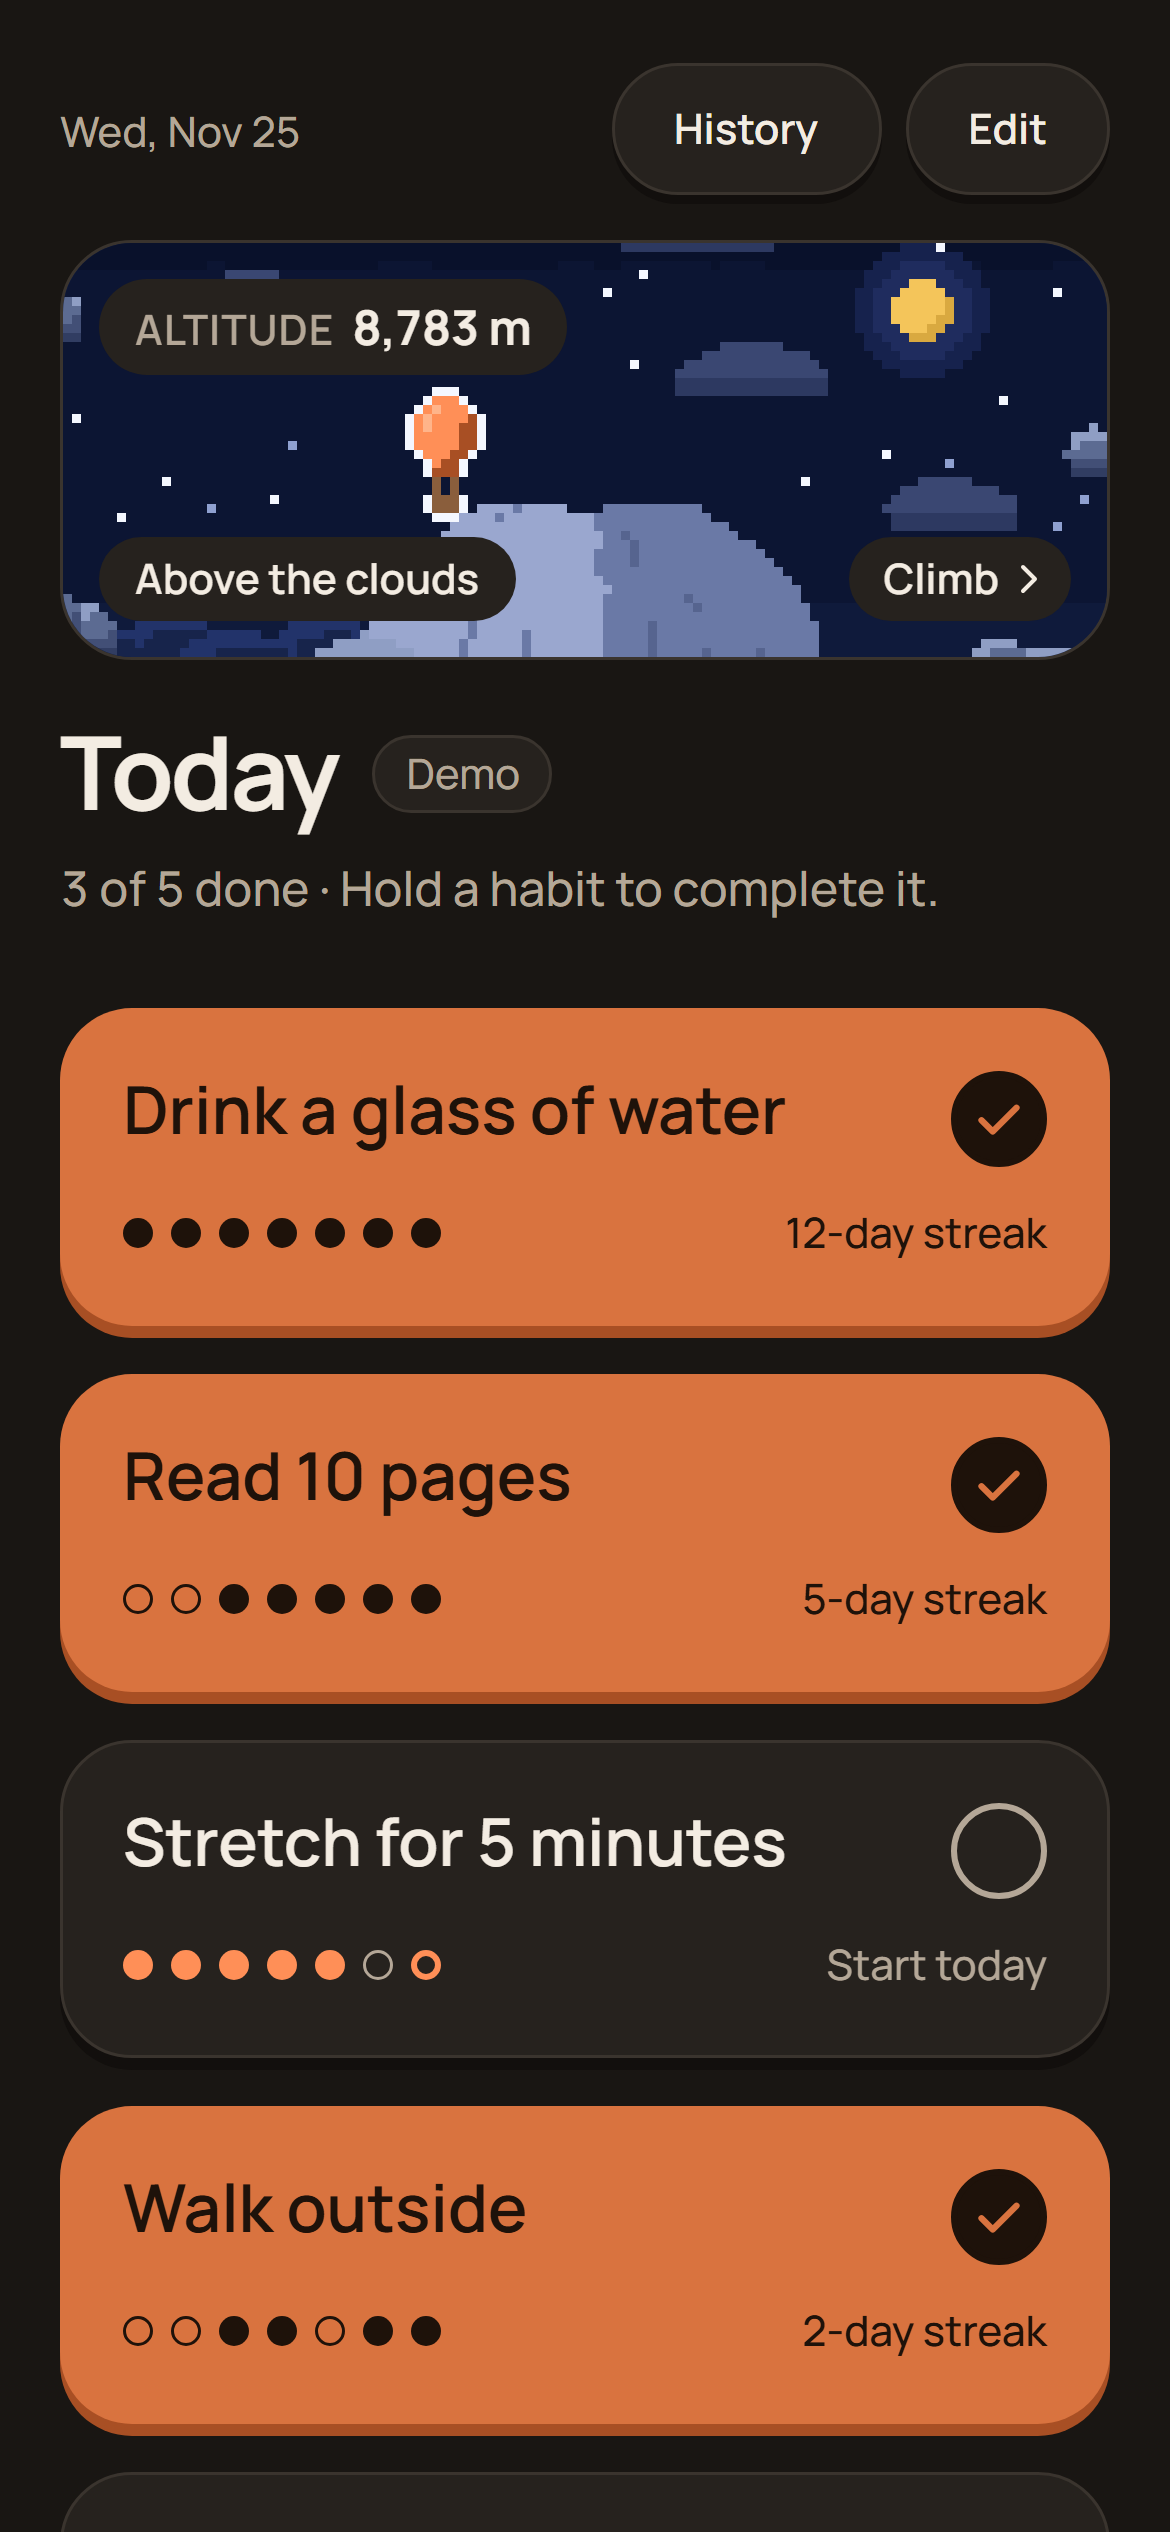 Wed, Nov 25
History
Edit
ALTITUDE 8,783 m
Above the clouds
Climb
Today
Demo
3 of 5 done · Hold a habit to complete it.
Drink a glass of water
12-day streak
Read 10 pages
5-day streak
Stretch for 5 minutes
Start today
Walk outside
2-day streak